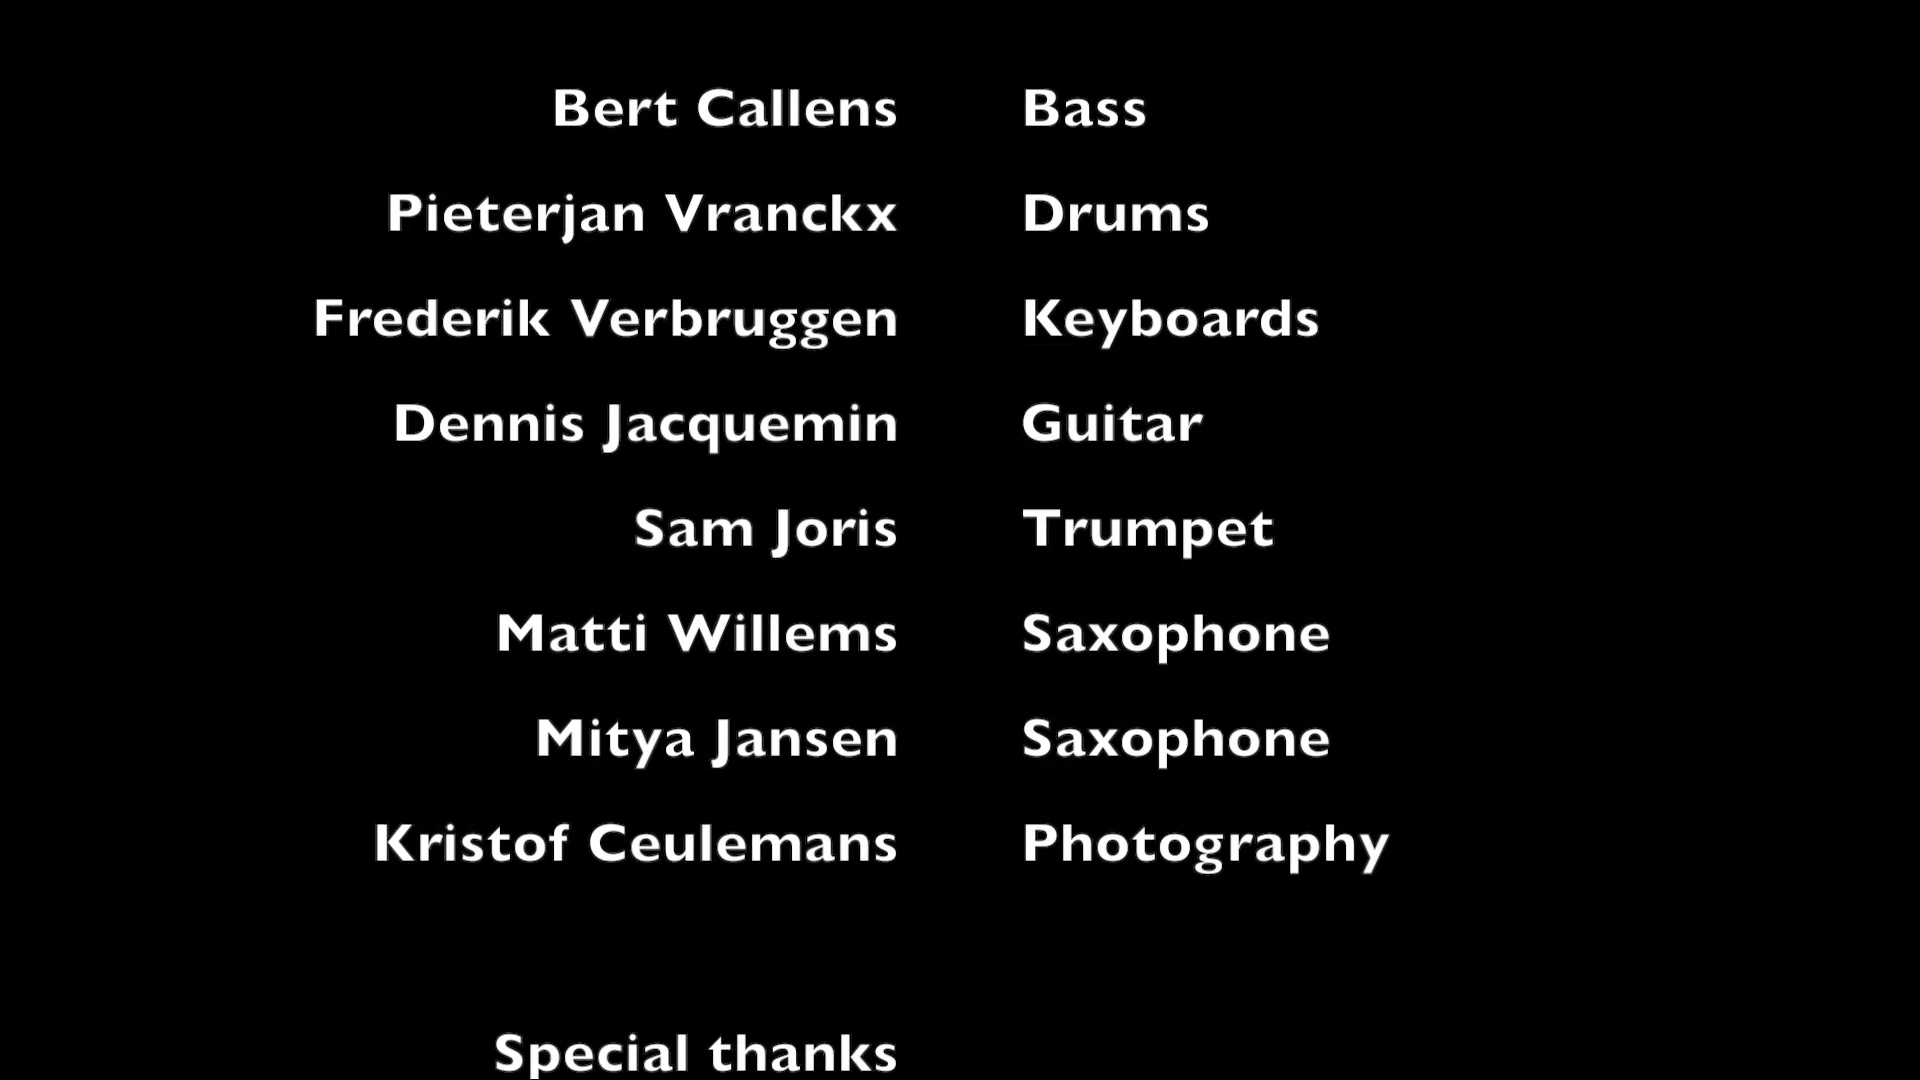 Bert Callens Bass
Pieterjan Vranckx Drums
Frederik Verbruggen Keyboards
Dennis Jacquemin Guitar
Sam Joris Trumpet
Matti Willems Saxophone
Mitya Jansen Saxophone
Kristof Ceulemans Photography
Special thanks